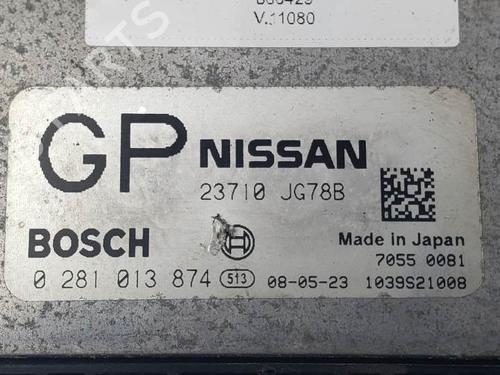 V.11080
GP NISSAN
23710 JG78B
BOSCH
Made in Japan
7055 0081
0 281 013 874 513 08-05-23 1039S21008